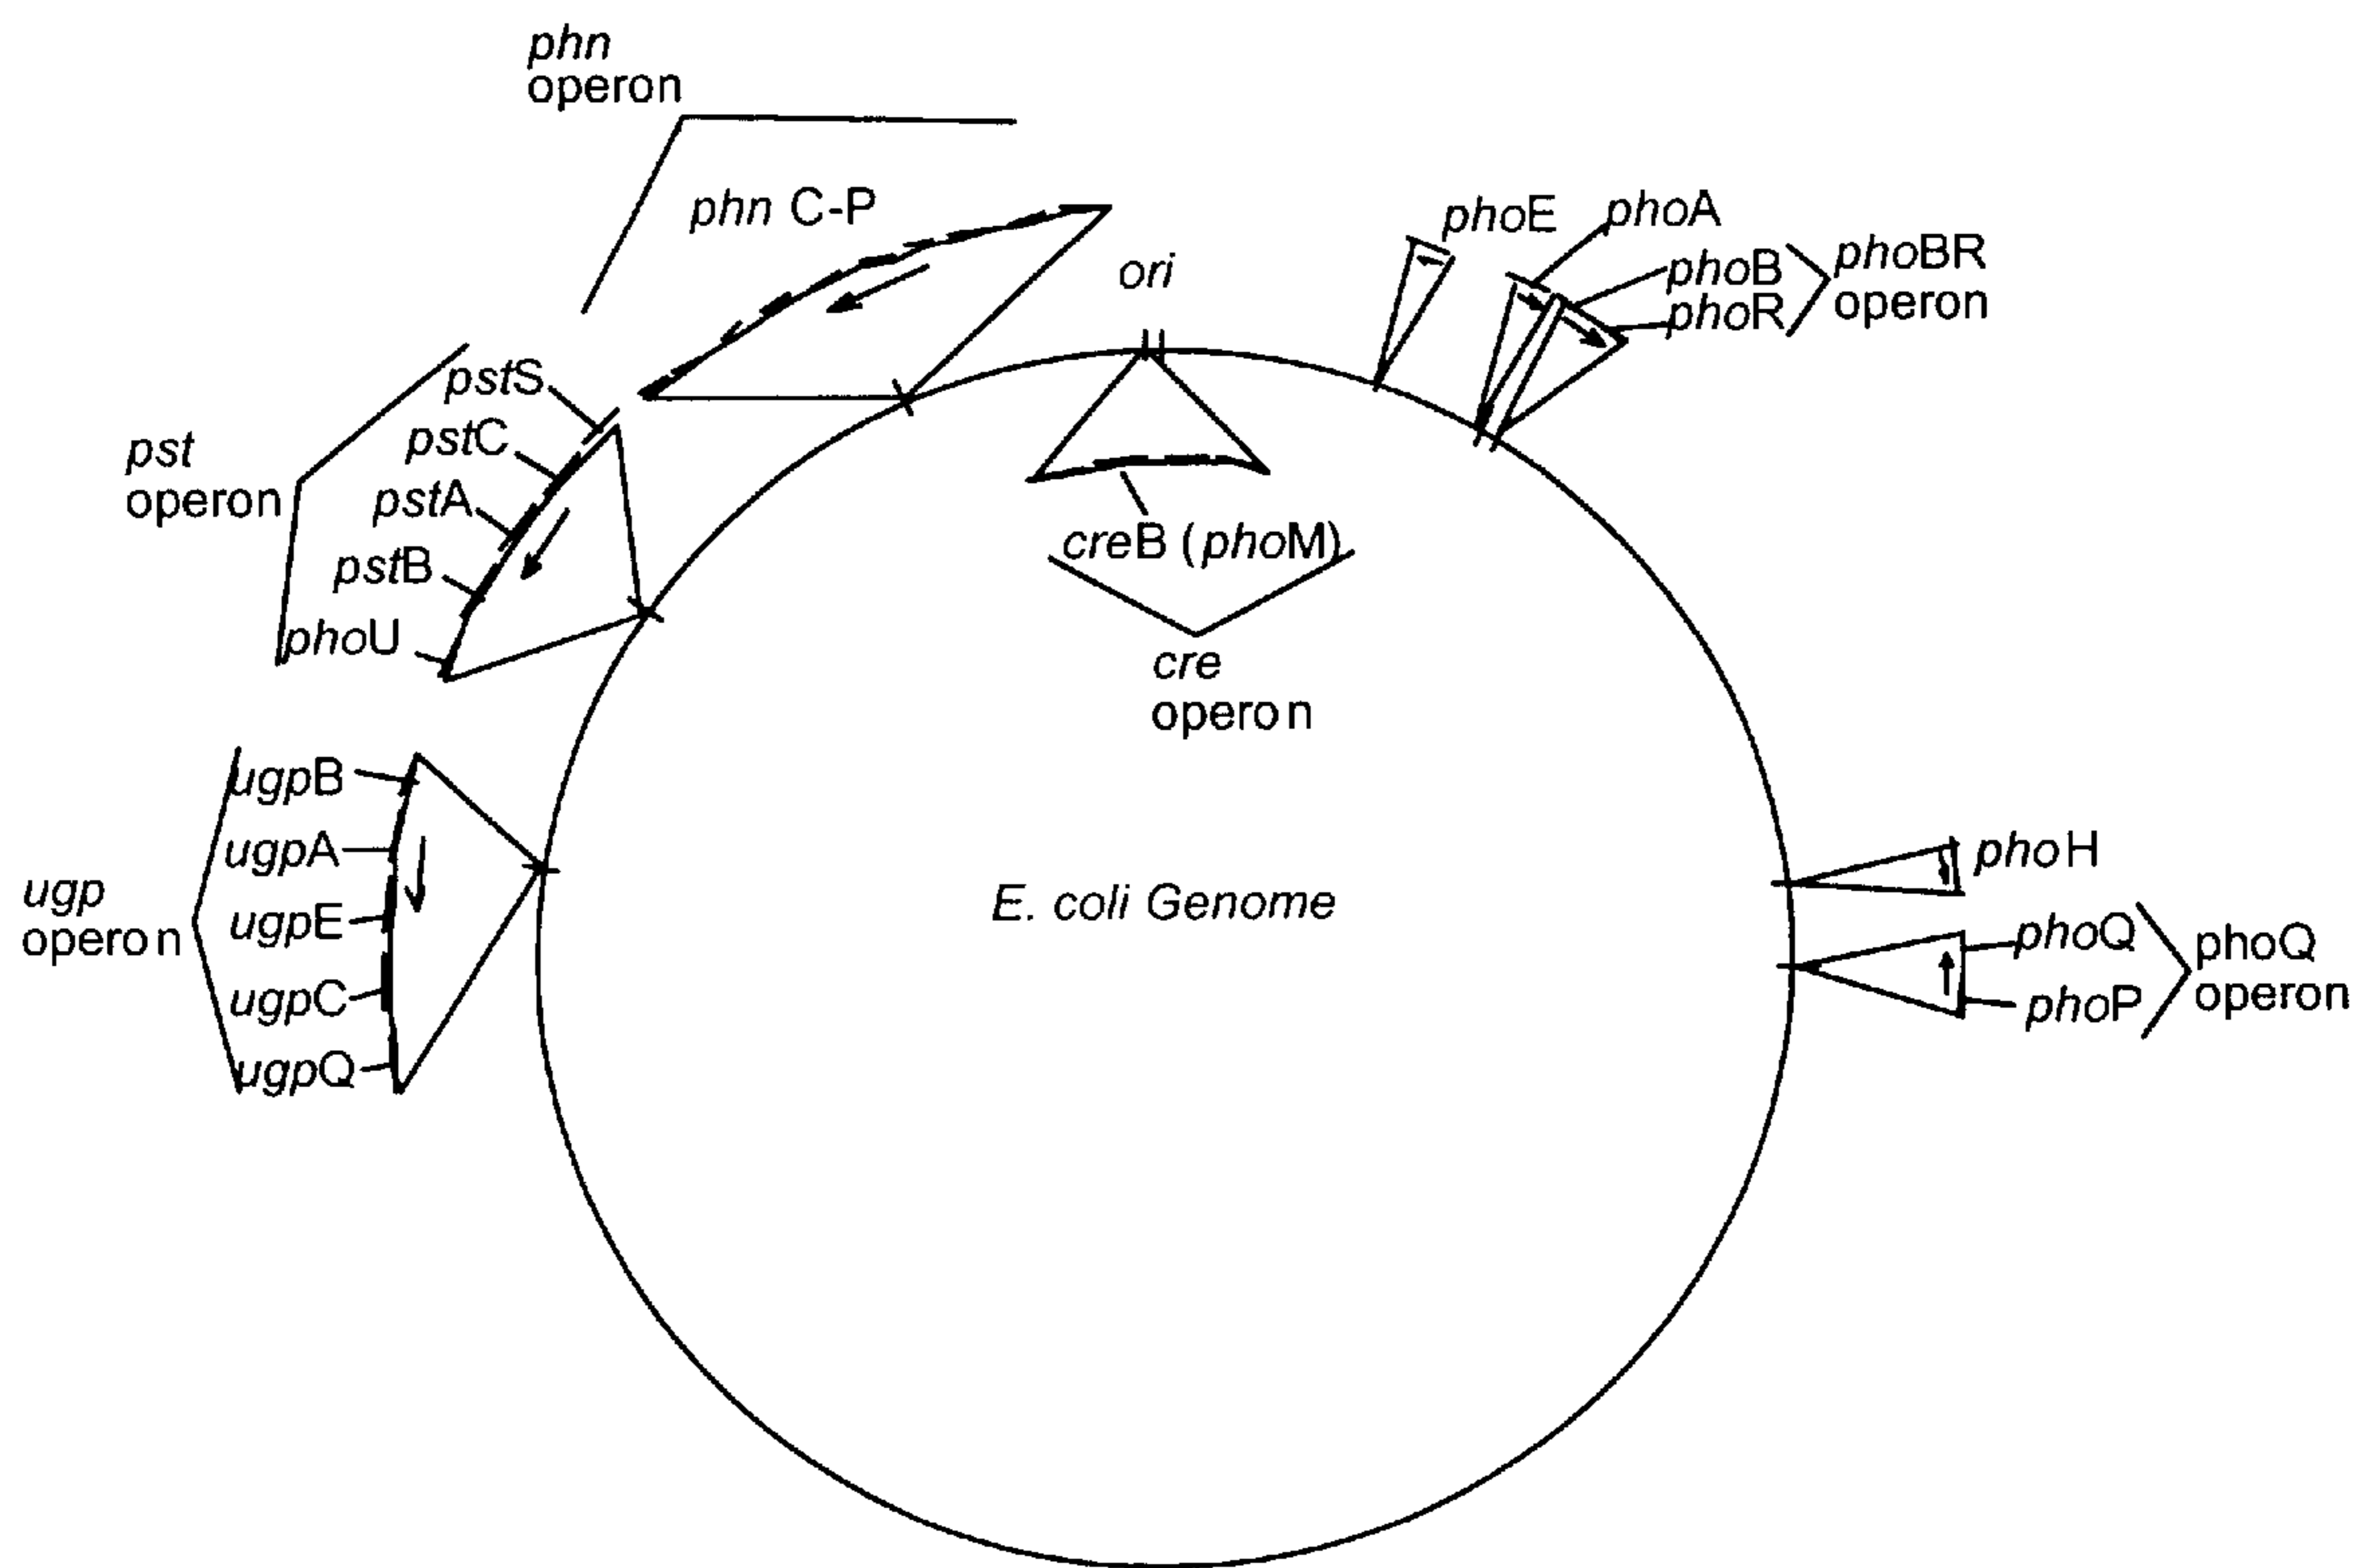 phn
operon
phn C-P
ori
phoE
phoA
phoB
phoR
phoBR
operon
pst
operon
pstS
pstC
pstA
pstB
phoU
creB (phoM)
cre
operon
ugp
operon
ugpB
ugpA
ugpE
ugpC
ugpQ
E. coli Genome
phoH
phoQ
phoP
phoQ
operon